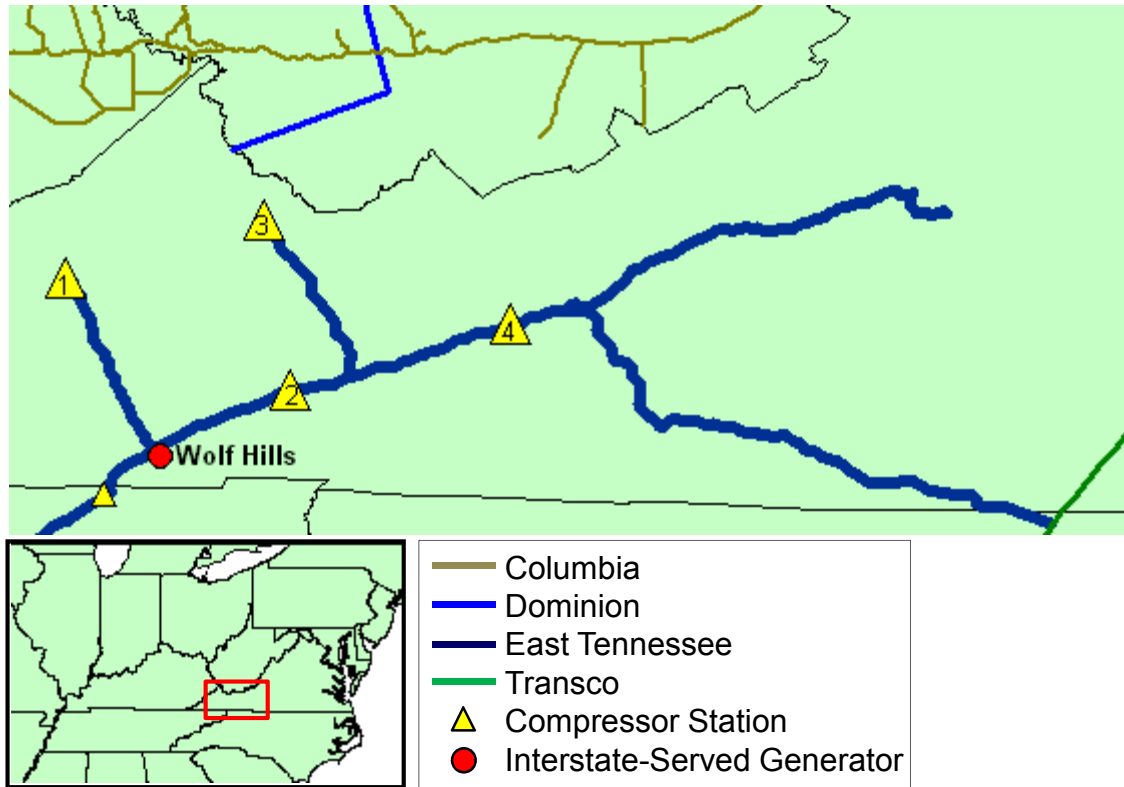 3
1
4
2
Wolf Hills
Columbia
Dominion
East Tennessee
Transco
Compressor Station
Interstate-Served Generator